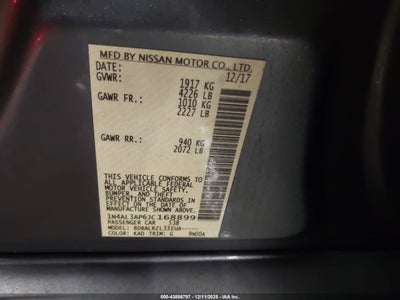 MFD BY NISSAN MOTOR CO., LTD.
DATE: 12/17
GVWR: 1917 KG
4226 LB
GAWR FR.: 1010 KG
2227 LB
GAWR RR.: 940 KG
2072 LB
THIS VEHICLE CONFORMS TO
ALL APPLICABLE FEDERAL
MOTOR VEHICLE SAFETY,
BUMPER, AND THEFT
PREVENTION STANDARDS
IN EFFECT ON THE DATE OF
MANUFACTURE SHOWN ABOVE.
1N4AL3AP6JC168899
PASSENGER CAR 538
MODEL:
COLOR: KAD TRIM: G
000-43886797 - 12/11/2025 - IAAI